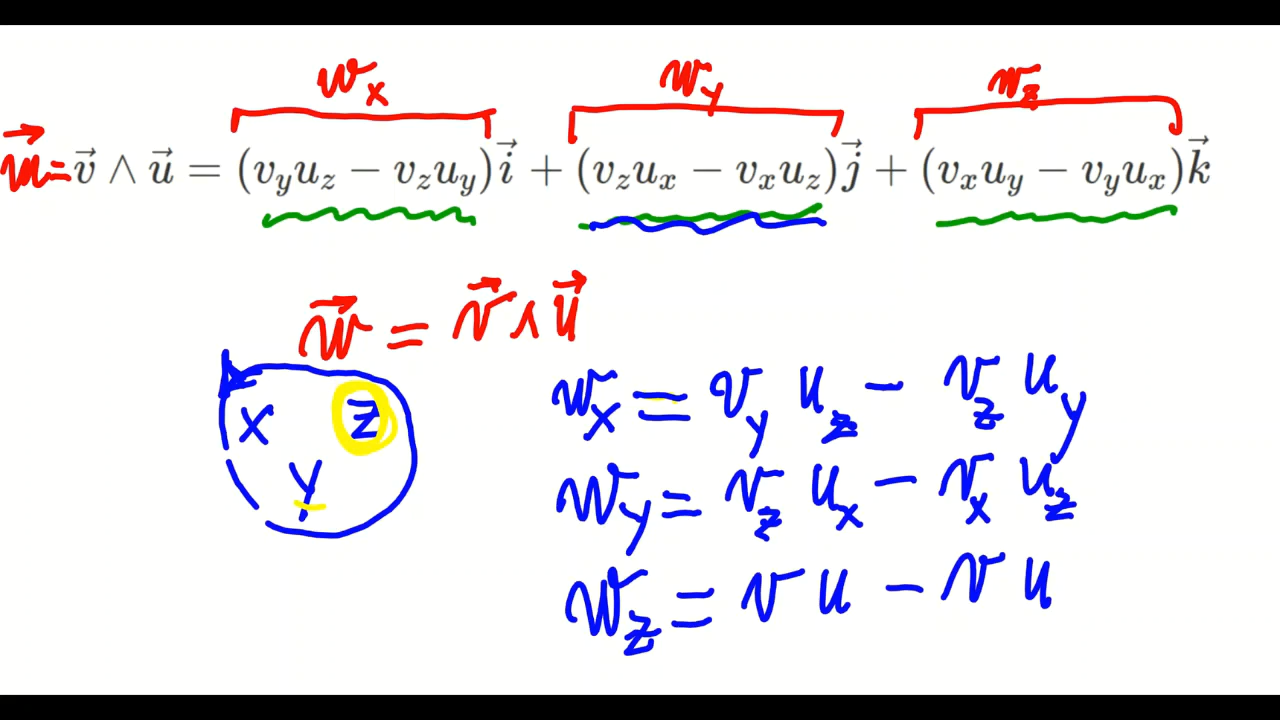 w_x w_y w_z
w⃗ = v⃗ ∧ u⃗ = (v_y u_z − v_z u_y) i⃗ + (v_z u_x − v_x u_z) j⃗ + (v_x u_y − v_y u_x) k⃗
w⃗ = v⃗ ∧ u⃗
x z
y
w_x = v_y u_z − v_z u_y
w_y = v_z u_x − v_x u_z
w_z = v u − v u